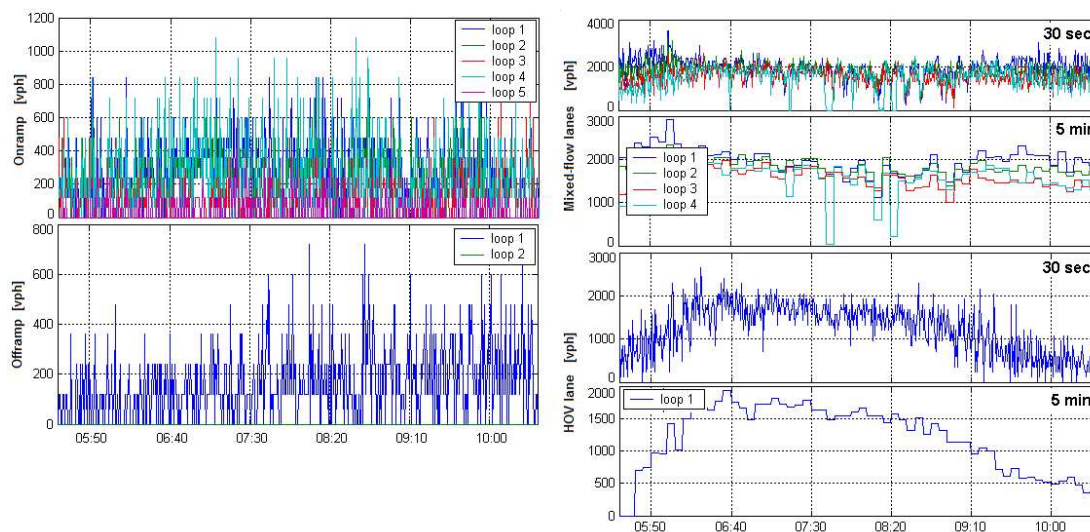 1200
1000
800
600
400
200
0
Onramp [vph]
loop 1
loop 2
loop 3
loop 4
loop 5
800
600
400
200
0
Offramp [vph]
loop 1
loop 2
05:50 06:40 07:30 08:20 09:10 10:00
4000
2000
0
30 sec
3000
2000
1000
0
5 min
Mixed-flow lanes [vph]
loop 1
loop 2
loop 3
loop 4
3000
2000
1000
0
30 sec
2000
1500
1000
500
0
5 min
HOV lane [vph]
loop 1
05:50 06:40 07:30 08:20 09:10 10:00